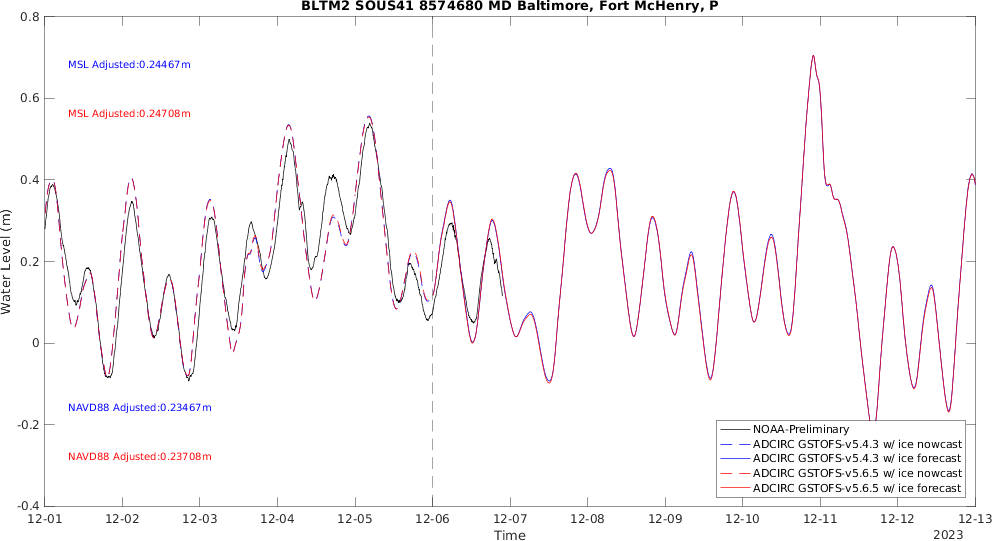 BLTM2 SOUS41 8574680 MD Baltimore, Fort McHenry, P
0.8
0.6
0.4
0.2
0
-0.2
-0.4
Water Level (m)
MSL Adjusted:0.24467m
MSL Adjusted:0.24708m
NAVD88 Adjusted:0.23467m
NAVD88 Adjusted:0.23708m
NOAA-Preliminary
ADCIRC GSTOFS-v5.4.3 w/ ice nowcast
ADCIRC GSTOFS-v5.4.3 w/ ice forecast
ADCIRC GSTOFS-v5.6.5 w/ ice nowcast
ADCIRC GSTOFS-v5.6.5 w/ ice forecast
12-01 12-02 12-03 12-04 12-05 12-06 12-07 12-08 12-09 12-10 12-11 12-12 12-13
Time
2023